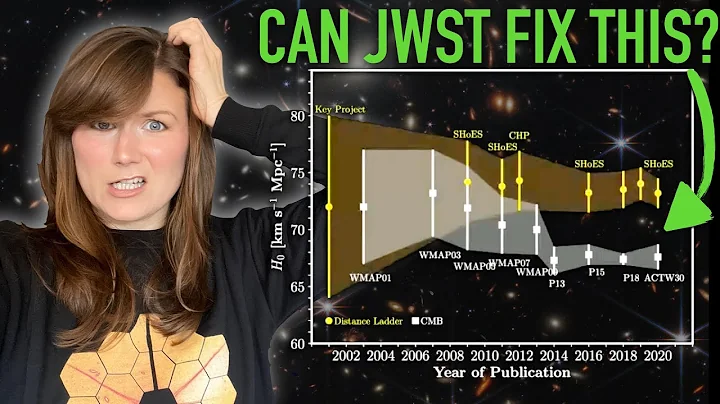 CAN JWST FIX THIS?
Key Project
SHoES
SHoES
CHP
SHoES
SHoES
WMAP01
WMAP03
WMAP05
WMAP07
WMAP09
P13
P15
P18
ACTW30
H₀ [km s⁻¹ Mpc⁻¹]
80
75
70
65
60
Distance Ladder
CMB
2002 2004 2006 2008 2010 2012 2014 2016 2018 2020
Year of Publication